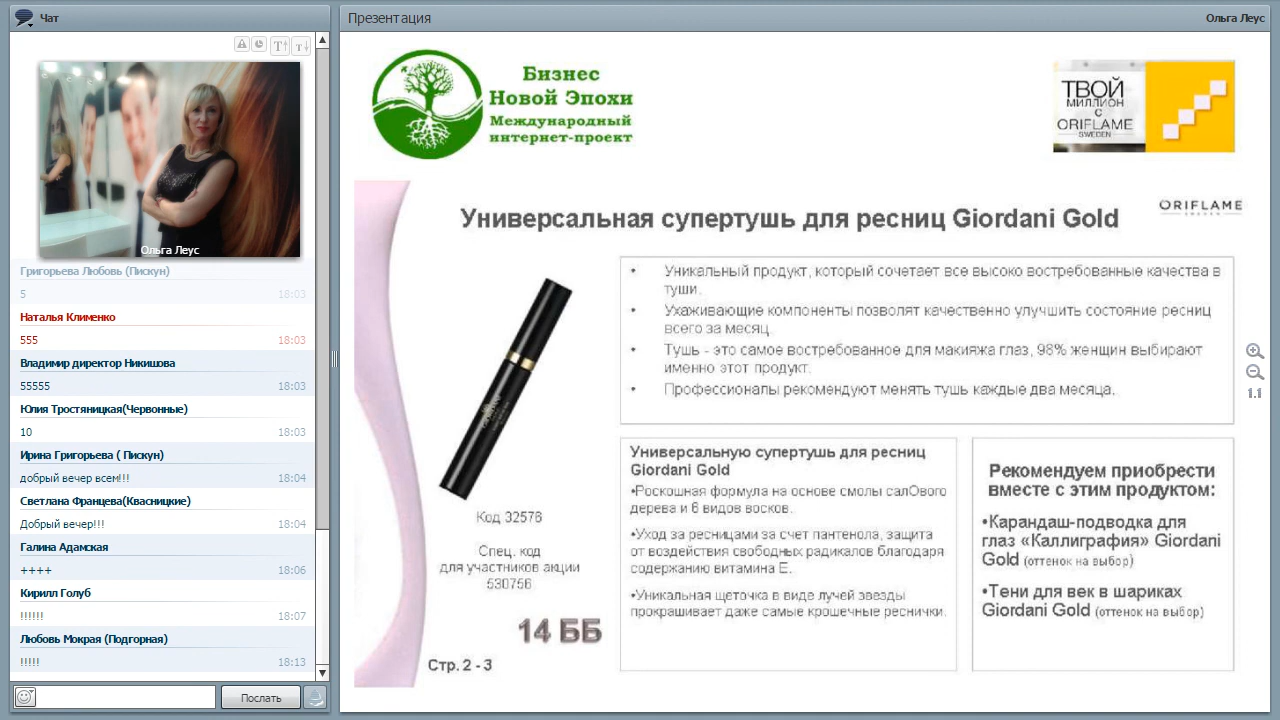 Чат
Ольга Леус
Григорьева Любовь (Пискун)
5 18:03
Наталья Клименко
555 18:03
Владимир директор Никишова
55555 18:03
Юлия Тростяницкая(Червонные)
10 18:03
Ирина Григорьева ( Пискун)
добрый вечер всем!!! 18:04
Светлана Францева(Квасницкие)
Добрый вечер!!! 18:04
Галина Адамская
++++ 18:06
Кирилл Голуб
!!!!!! 18:07
Любовь Мокрая (Подгорная)
!!!!! 18:13
Послать
Презентация
Ольга Леус
Бизнес
Новой Эпохи
Международный
интернет-проект
ТВОЙ
МИЛЛИОН
С
ORIFLAME
SWEDEN
ORIFLAME
SWEDEN
Универсальная супертушь для ресниц Giordani Gold
• Уникальный продукт, который сочетает все высоко востребованные качества в
туши.
• Ухаживающие компоненты позволят качественно улучшить состояние ресниц
всего за месяц.
• Тушь - это самое востребованное для макияжа глаз, 98% женщин выбирают
именно этот продукт.
• Профессионалы рекомендуют менять тушь каждые два месяца.
Код 32576
Спец. код
для участников акции
530756
14 ББ
Стр. 2 - 3
Универсальную супертушь для ресниц
Giordani Gold
•Роскошная формула на основе смолы салОвого
дерева и 6 видов восков.
•Уход за ресницами за счет пантенола, защита
от воздействия свободных радикалов благодаря
содержанию витамина Е.
•Уникальная щеточка в виде лучей звезды
прокрашивает даже самые крошечные реснички.
Рекомендуем приобрести
вместе с этим продуктом:
•Карандаш-подводка для
глаз «Каллиграфия» Giordani
Gold (оттенок на выбор)
•Тени для век в шариках
Giordani Gold (оттенок на выбор)
1.1